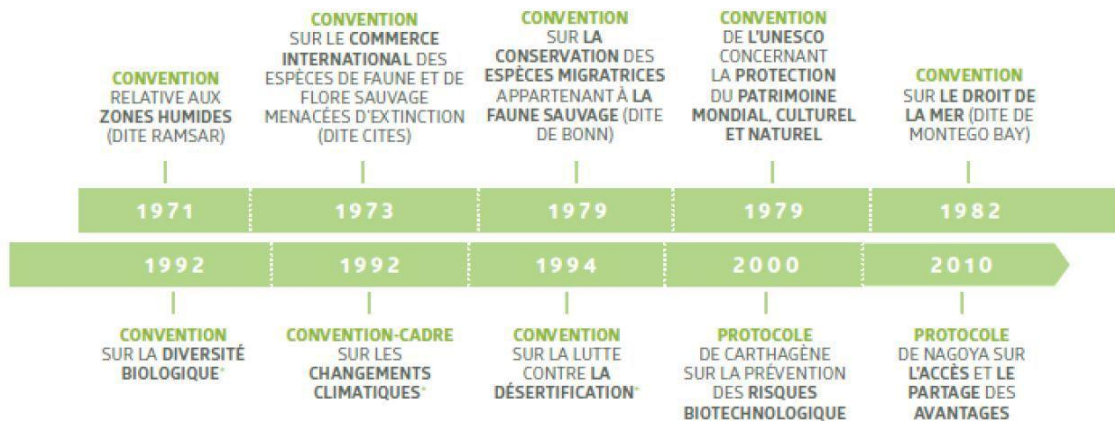 CONVENTION
RELATIVE AUX
ZONES HUMIDES
(DITE RAMSAR)
CONVENTION
SUR LE COMMERCE
INTERNATIONAL DES
ESPÈCES DE FAUNE ET DE
FLORE SAUVAGE
MENACÉES D'EXTINCTION
(DITE CITES)
CONVENTION
SUR LA
CONSERVATION DES
ESPÈCES MIGRATRICES
APPARTENANT À LA
FAUNE SAUVAGE (DITE
DE BONN)
CONVENTION
DE L'UNESCO
CONCERNANT
LA PROTECTION
DU PATRIMOINE
MONDIAL, CULTUREL
ET NATUREL
CONVENTION
SUR LE DROIT DE
LA MER (DITE DE
MONTEGO BAY)
1971
1973
1979
1979
1982
1992
1992
1994
2000
2010
CONVENTION
SUR LA DIVERSITÉ
BIOLOGIQUE*
CONVENTION-CADRE
SUR LES
CHANGEMENTS
CLIMATIQUES*
CONVENTION
SUR LA LUTTE
CONTRE LA
DÉSERTIFICATION*
PROTOCOLE
DE CARTHAGÈNE
SUR LA PRÉVENTION
DES RISQUES
BIOTECHNOLOGIQUE
PROTOCOLE
DE NAGOYA SUR
L'ACCÈS ET LE
PARTAGE DES
AVANTAGES